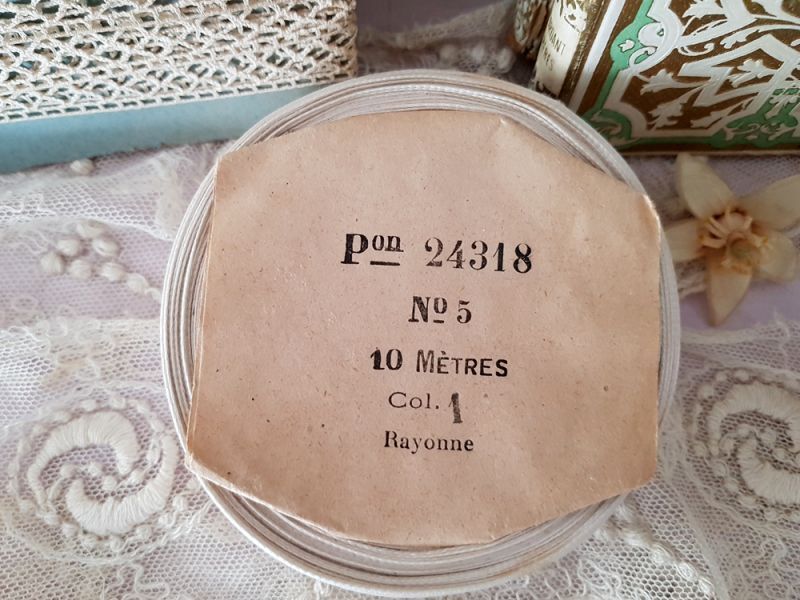 Pon 24318
No 5
10 MÈTRES
Col. 1
Rayonne